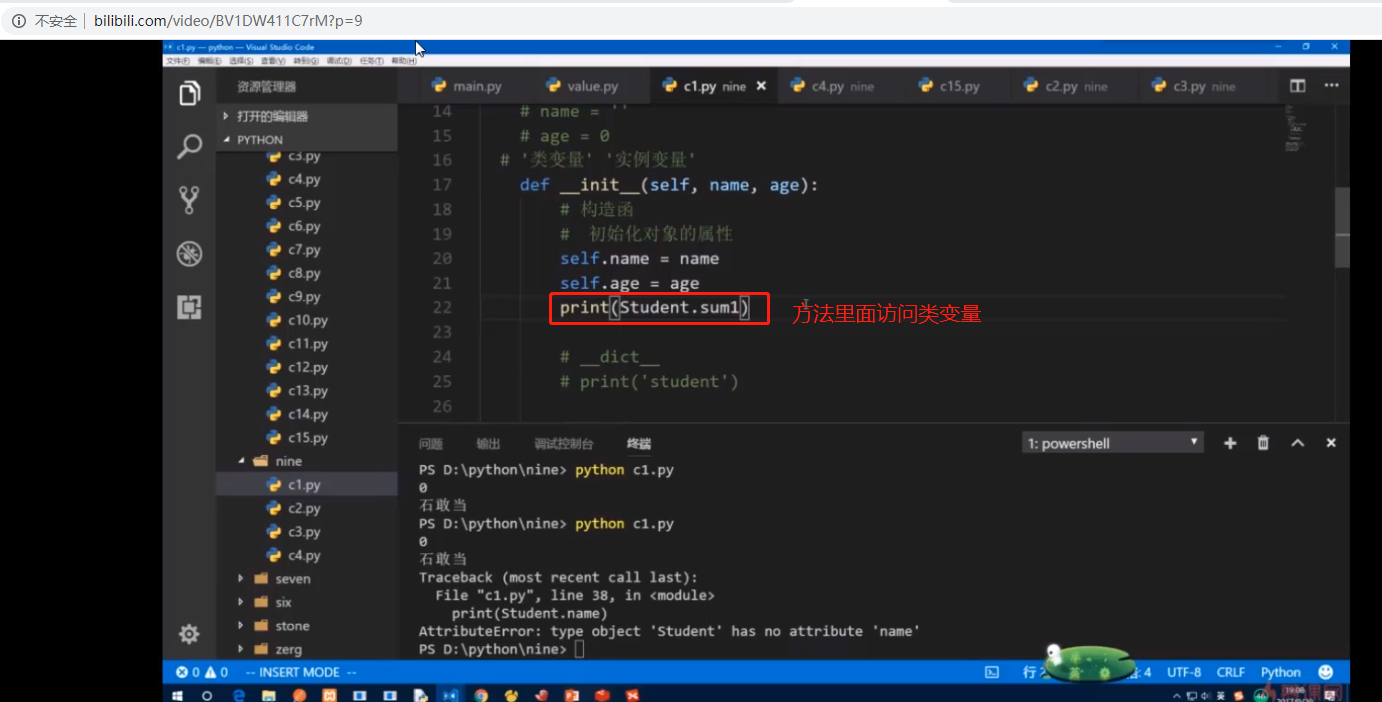 不安全 bilibili.com/video/BV1DW411C7rM?p=9
c1.py — python — Visual Studio Code
文件(F) 编辑(E) 选择(S) 查看(V) 转到(G) 调试(D) 任务(T) 帮助(H)
资源管理器
打开的编辑器
PYTHON
c3.py
c4.py
c5.py
c6.py
c7.py
c8.py
c9.py
c10.py
c11.py
c12.py
c13.py
c14.py
c15.py
nine
c1.py
c2.py
c3.py
c4.py
seven
six
stone
zerg
main.py value.py c1.py nine c4.py nine c15.py c2.py nine c3.py nine
14 # name = ''
15 # age = 0
16 # '类变量' '实例变量'
17 def __init__(self, name, age):
18 # 构造函
19 # 初始化对象的属性
20 self.name = name
21 self.age = age
22 print(Student.sum1) 方法里面访问类变量
23
24 # __dict__
25 # print('student')
26
问题 输出 调试控制台 终端 1: powershell
PS D:\python\nine> python c1.py
0
石敢当
PS D:\python\nine> python c1.py
0
石敢当
Traceback (most recent call last):
File "c1.py", line 38, in <module>
print(Student.name)
AttributeError: type object 'Student' has no attribute 'name'
PS D:\python\nine>
0 0 -- INSERT MODE -- 行 英 4 UTF-8 CRLF Python
英 19:06